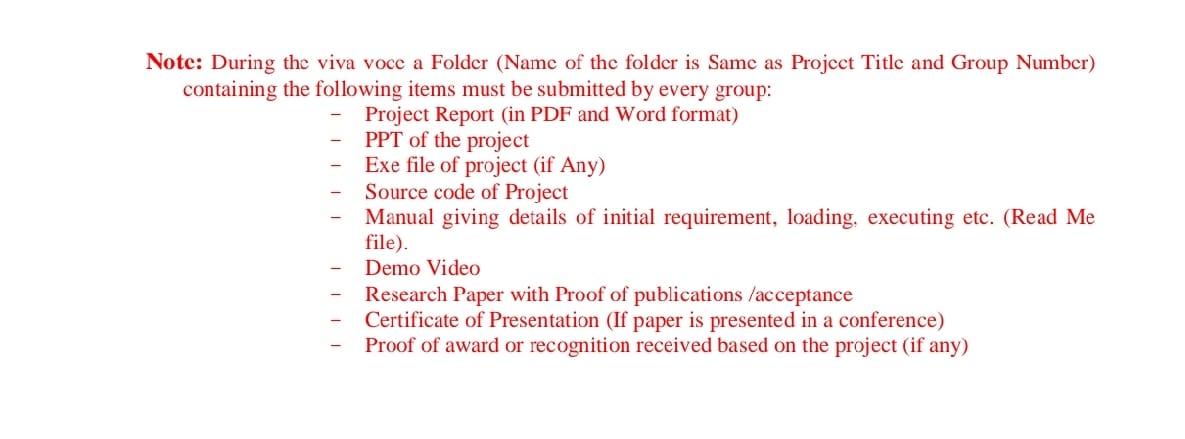 Note: During the viva voce a Folder (Name of the folder is Same as Project Title and Group Number)
containing the following items must be submitted by every group:
- Project Report (in PDF and Word format)
- PPT of the project
- Exe file of project (if Any)
- Source code of Project
- Manual giving details of initial requirement, loading, executing etc. (Read Me
file).
- Demo Video
- Research Paper with Proof of publications /acceptance
- Certificate of Presentation (If paper is presented in a conference)
- Proof of award or recognition received based on the project (if any)